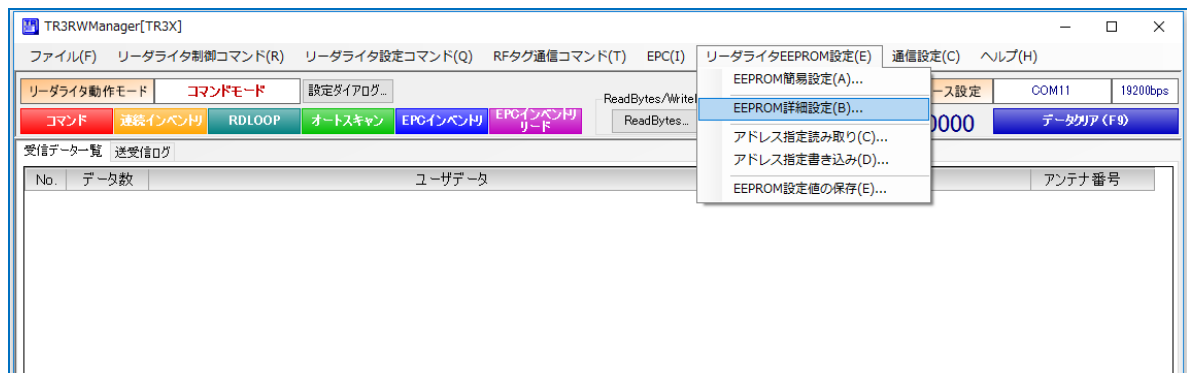 TR3RWManager[TR3X]
ファイル(F) リーダライタ制御コマンド(R) リーダライタ設定コマンド(Q) RFタグ通信コマンド(T) EPC(I) リーダライタEEPROM設定(E) 通信設定(C) ヘルプ(H)
リーダライタ動作モード コマンドモード 設定ダイアログ... ース設定 COM11 19200bps
ReadBytes/Write
コマンド 連続インベントリ RDLOOP オートスキャン EPCインベントリ EPCインベントリリード ReadBytes... 0000 データクリア(F9)
EEPROM簡易設定(A)...
EEPROM詳細設定(B)...
アドレス指定読み取り(C)...
アドレス指定書き込み(D)...
EEPROM設定値の保存(E)...
受信データ一覧 送受信ログ
No. データ数 ユーザデータ アンテナ番号